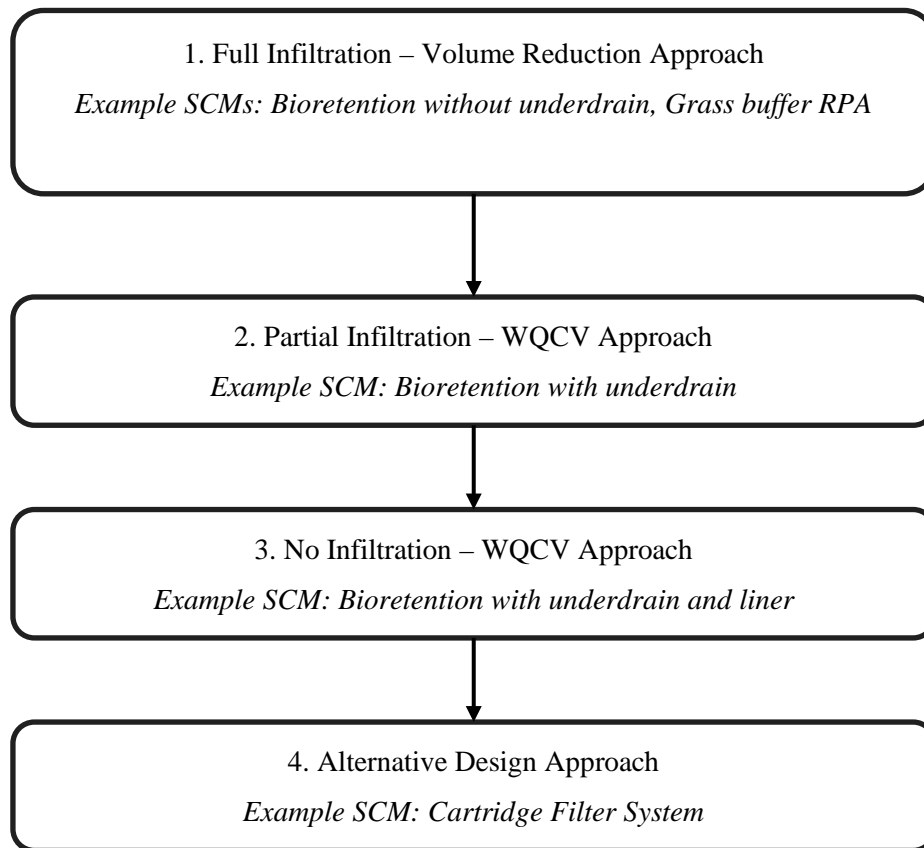 1. Full Infiltration – Volume Reduction Approach
Example SCMs: Bioretention without underdrain, Grass buffer RPA
2. Partial Infiltration – WQCV Approach
Example SCM: Bioretention with underdrain
3. No Infiltration – WQCV Approach
Example SCM: Bioretention with underdrain and liner
4. Alternative Design Approach
Example SCM: Cartridge Filter System